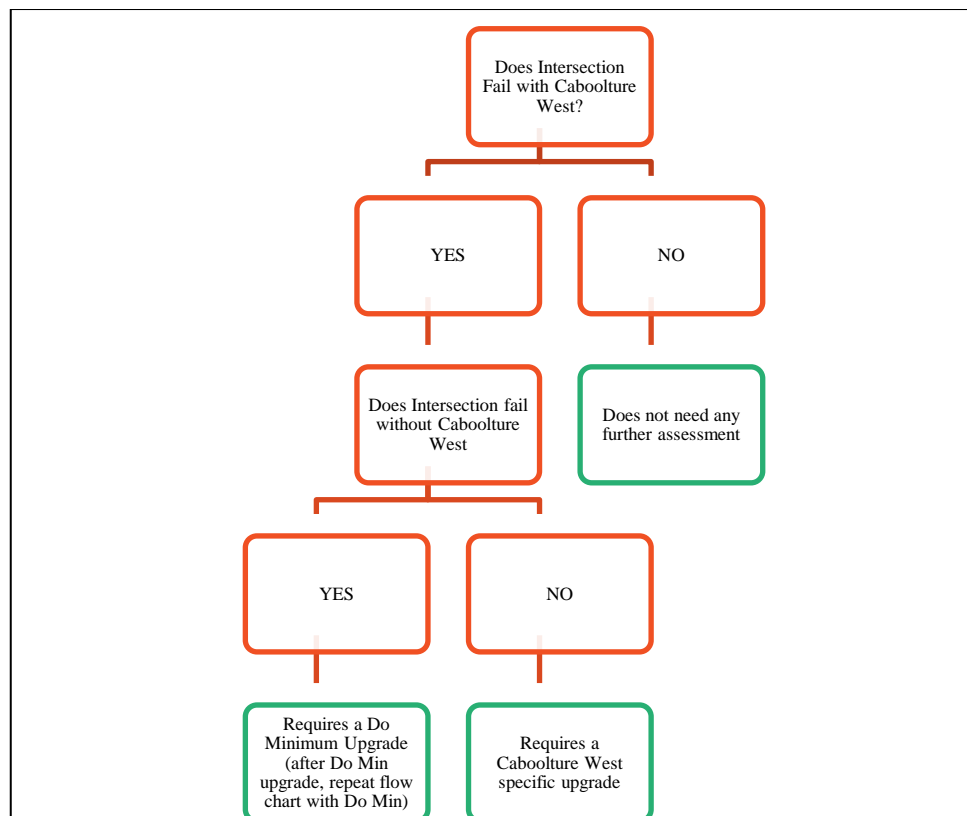 Does Intersection
Fail with Caboolture
West?
YES
NO
Does Intersection fail
without Caboolture
West
Does not need any
further assessment
YES
NO
Requires a Do
Minimum Upgrade
(after Do Min
upgrade, repeat flow
chart with Do Min)
Requires a
Caboolture West
specific upgrade